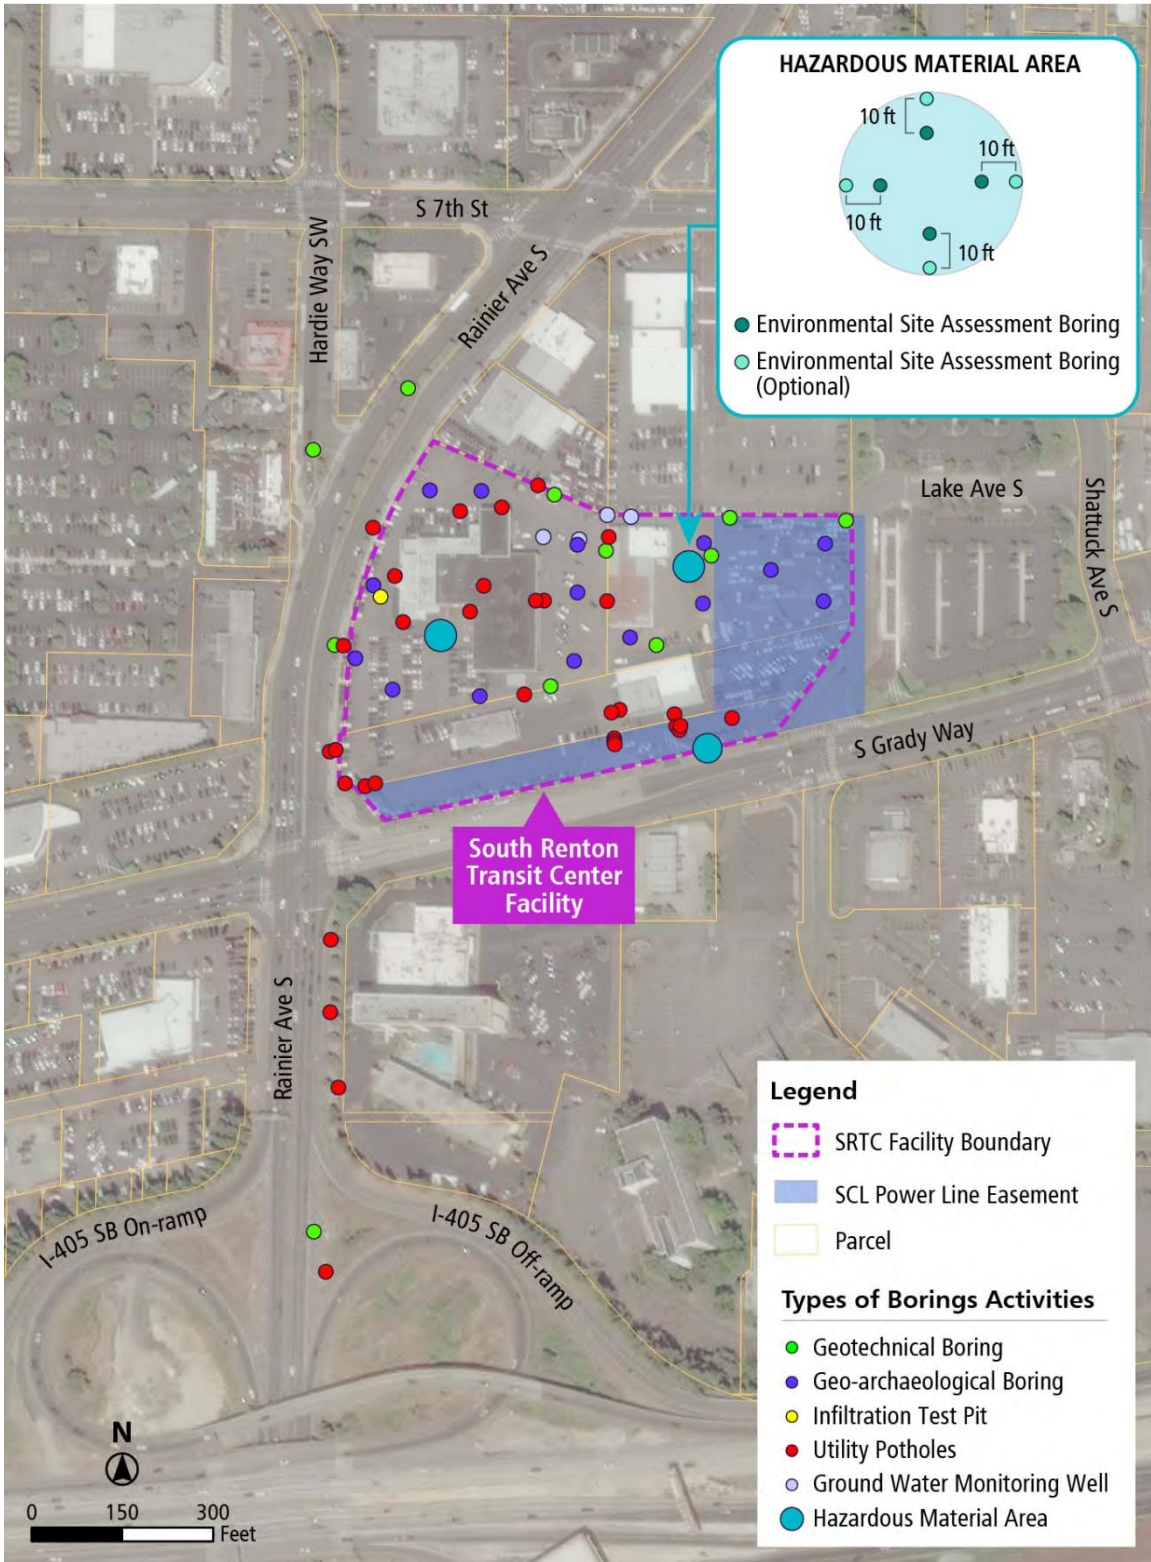 HAZARDOUS MATERIAL AREA
10 ft
10 ft
10 ft
10 ft
Environmental Site Assessment Boring
Environmental Site Assessment Boring
(Optional)
S 7th St
Hardie Way SW
Rainier Ave S
Lake Ave S
Shattuck Ave S
S Grady Way
South Renton
Transit Center
Facility
Rainier Ave S
I-405 SB On-ramp
I-405 SB Off-ramp
Legend
SRTC Facility Boundary
SCL Power Line Easement
Parcel
Types of Borings Activities
Geotechnical Boring
Geo-archaeological Boring
Infiltration Test Pit
Utility Potholes
Ground Water Monitoring Well
Hazardous Material Area
N
0 150 300
Feet